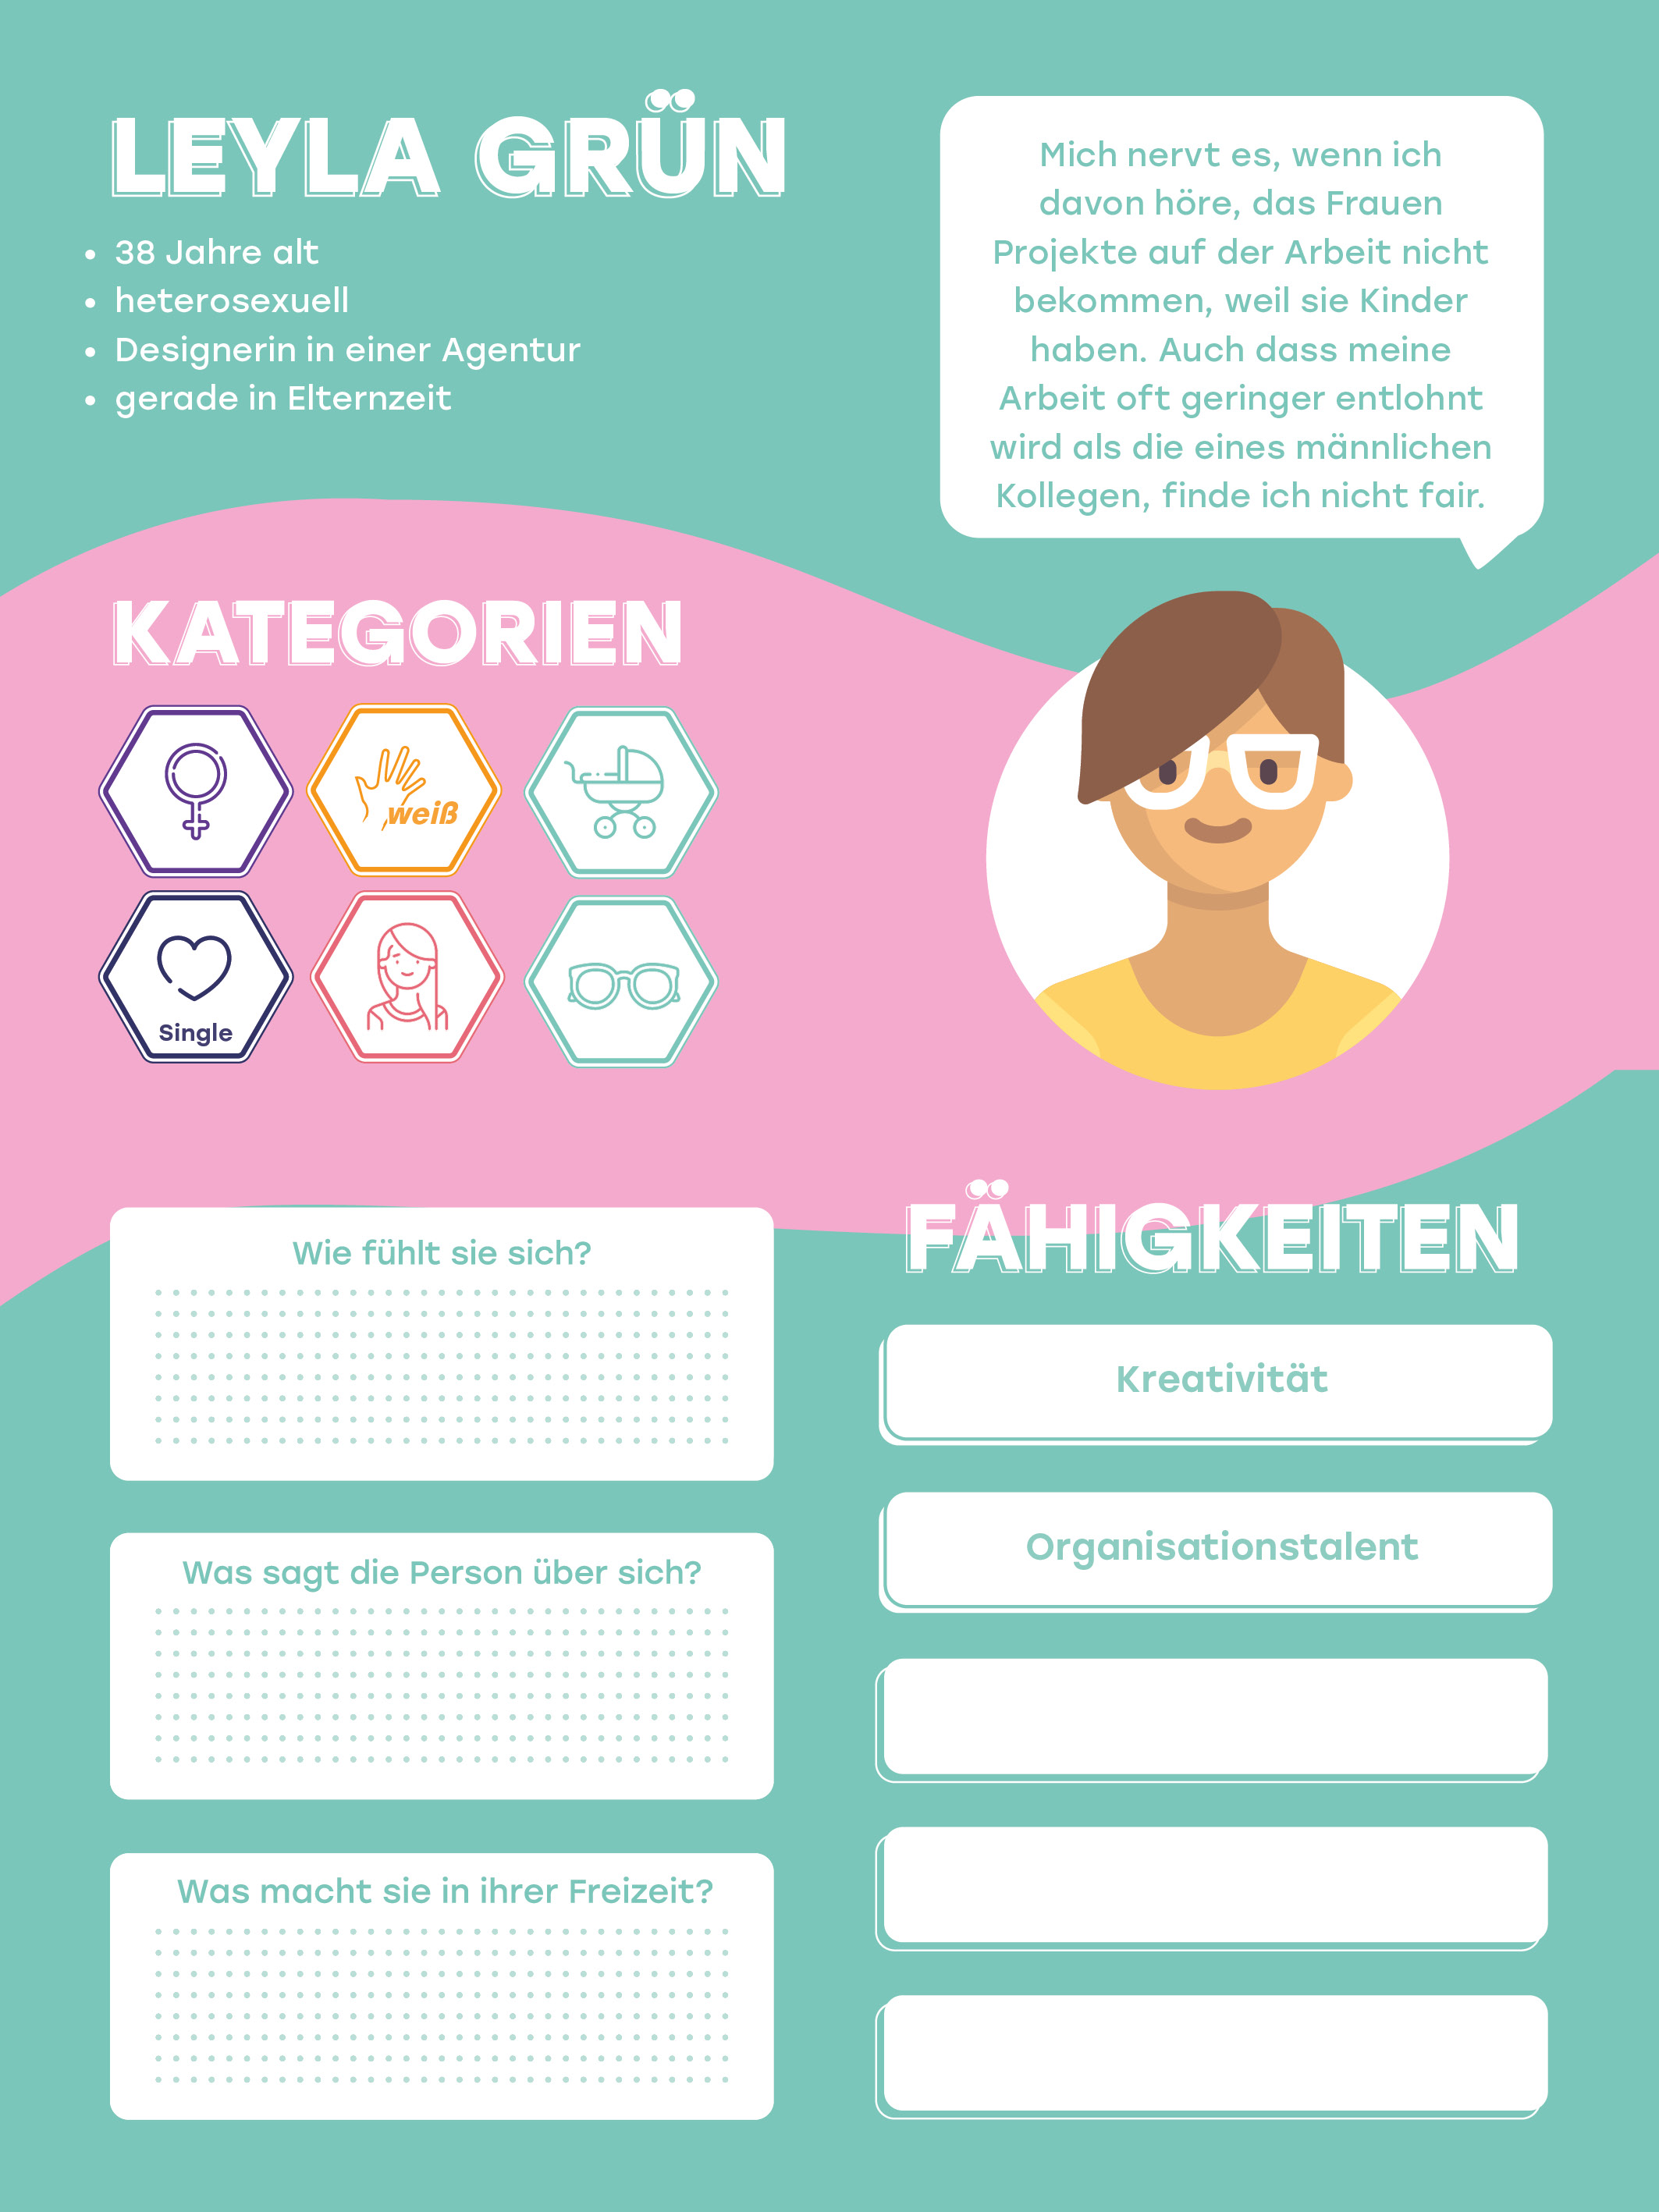 LEYLA GRÜN
• 38 Jahre alt
• heterosexuell
• Designerin in einer Agentur
• gerade in Elternzeit
Mich nervt es, wenn ich
davon höre, das Frauen
Projekte auf der Arbeit nicht
bekommen, weil sie Kinder
haben. Auch dass meine
Arbeit oft geringer entlohnt
wird als die eines männlichen
Kollegen, finde ich nicht fair.
KATEGORIEN
weiß
Single
Wie fühlt sie sich?
Was sagt die Person über sich?
Was macht sie in ihrer Freizeit?
FÄHIGKEITEN
Kreativität
Organisationstalent